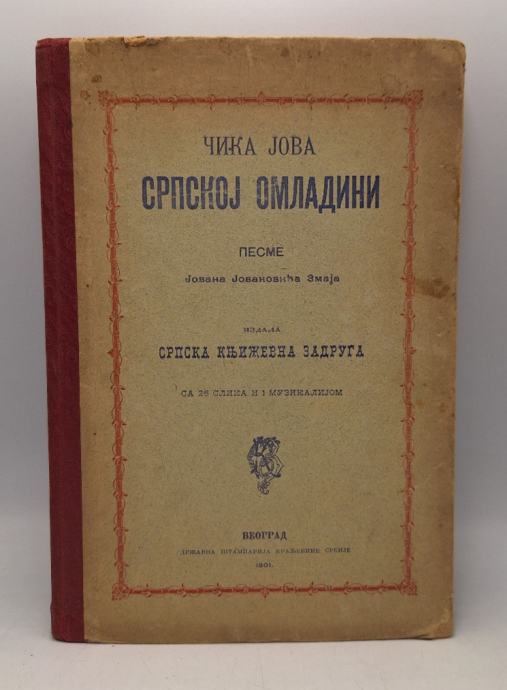 ЧИКА ЈОВА
СРПСКОЈ ОМЛАДИНИ
ПЕСМЕ
Јована Јовановића Змаја
ИЗДАЛА
СРПСКА КЊИЖЕВНА ЗАДРУГА
СА 26 СЛИКА И 1 МУЗИКАЛИЈОМ
БЕОГРАД
ДРЖАВНА ШТАМПАРИЈА КРАЉЕВИНЕ СРБИЈЕ
1901.